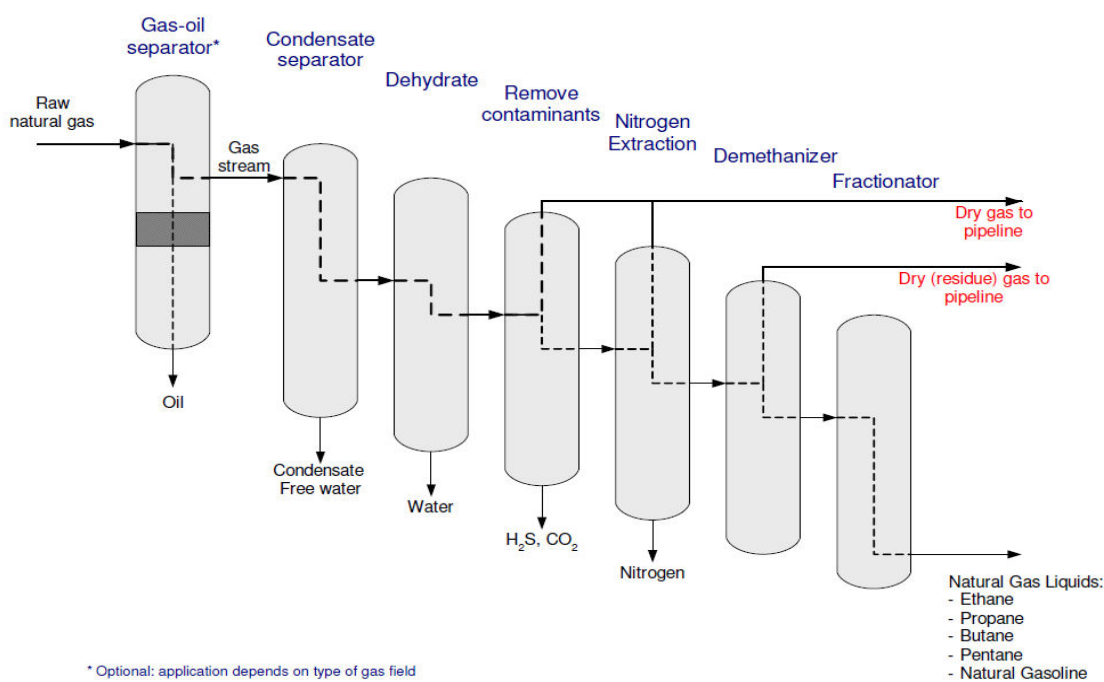 Gas-oil
separator*
Condensate
separator
Dehydrate
Remove
contaminants
Nitrogen
Extraction
Demethanizer
Fractionator
Raw
natural gas
Gas
stream
Dry gas to
pipeline
Dry (residue) gas to
pipeline
Oil
Condensate
Free water
Water
H₂S, CO₂
Nitrogen
Natural Gas Liquids:
- Ethane
- Propane
- Butane
- Pentane
- Natural Gasoline
* Optional: application depends on type of gas field